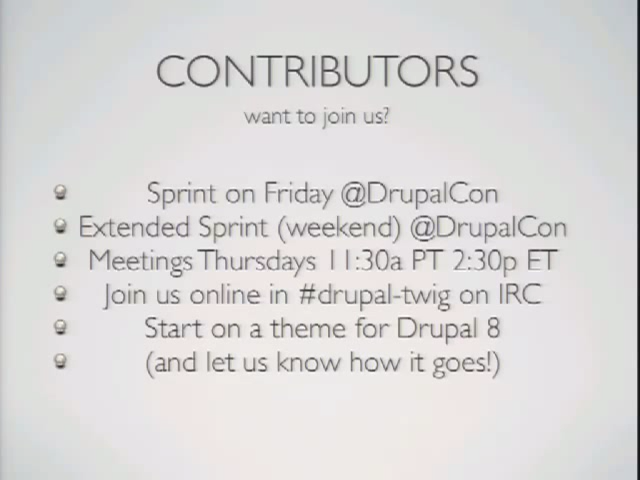 CONTRIBUTORS
want to join us?
Sprint on Friday @DrupalCon
Extended Sprint (weekend) @DrupalCon
Meetings Thursdays 11:30a PT 2:30p ET
Join us online in #drupal-twig on IRC
Start on a theme for Drupal 8
(and let us know how it goes!)